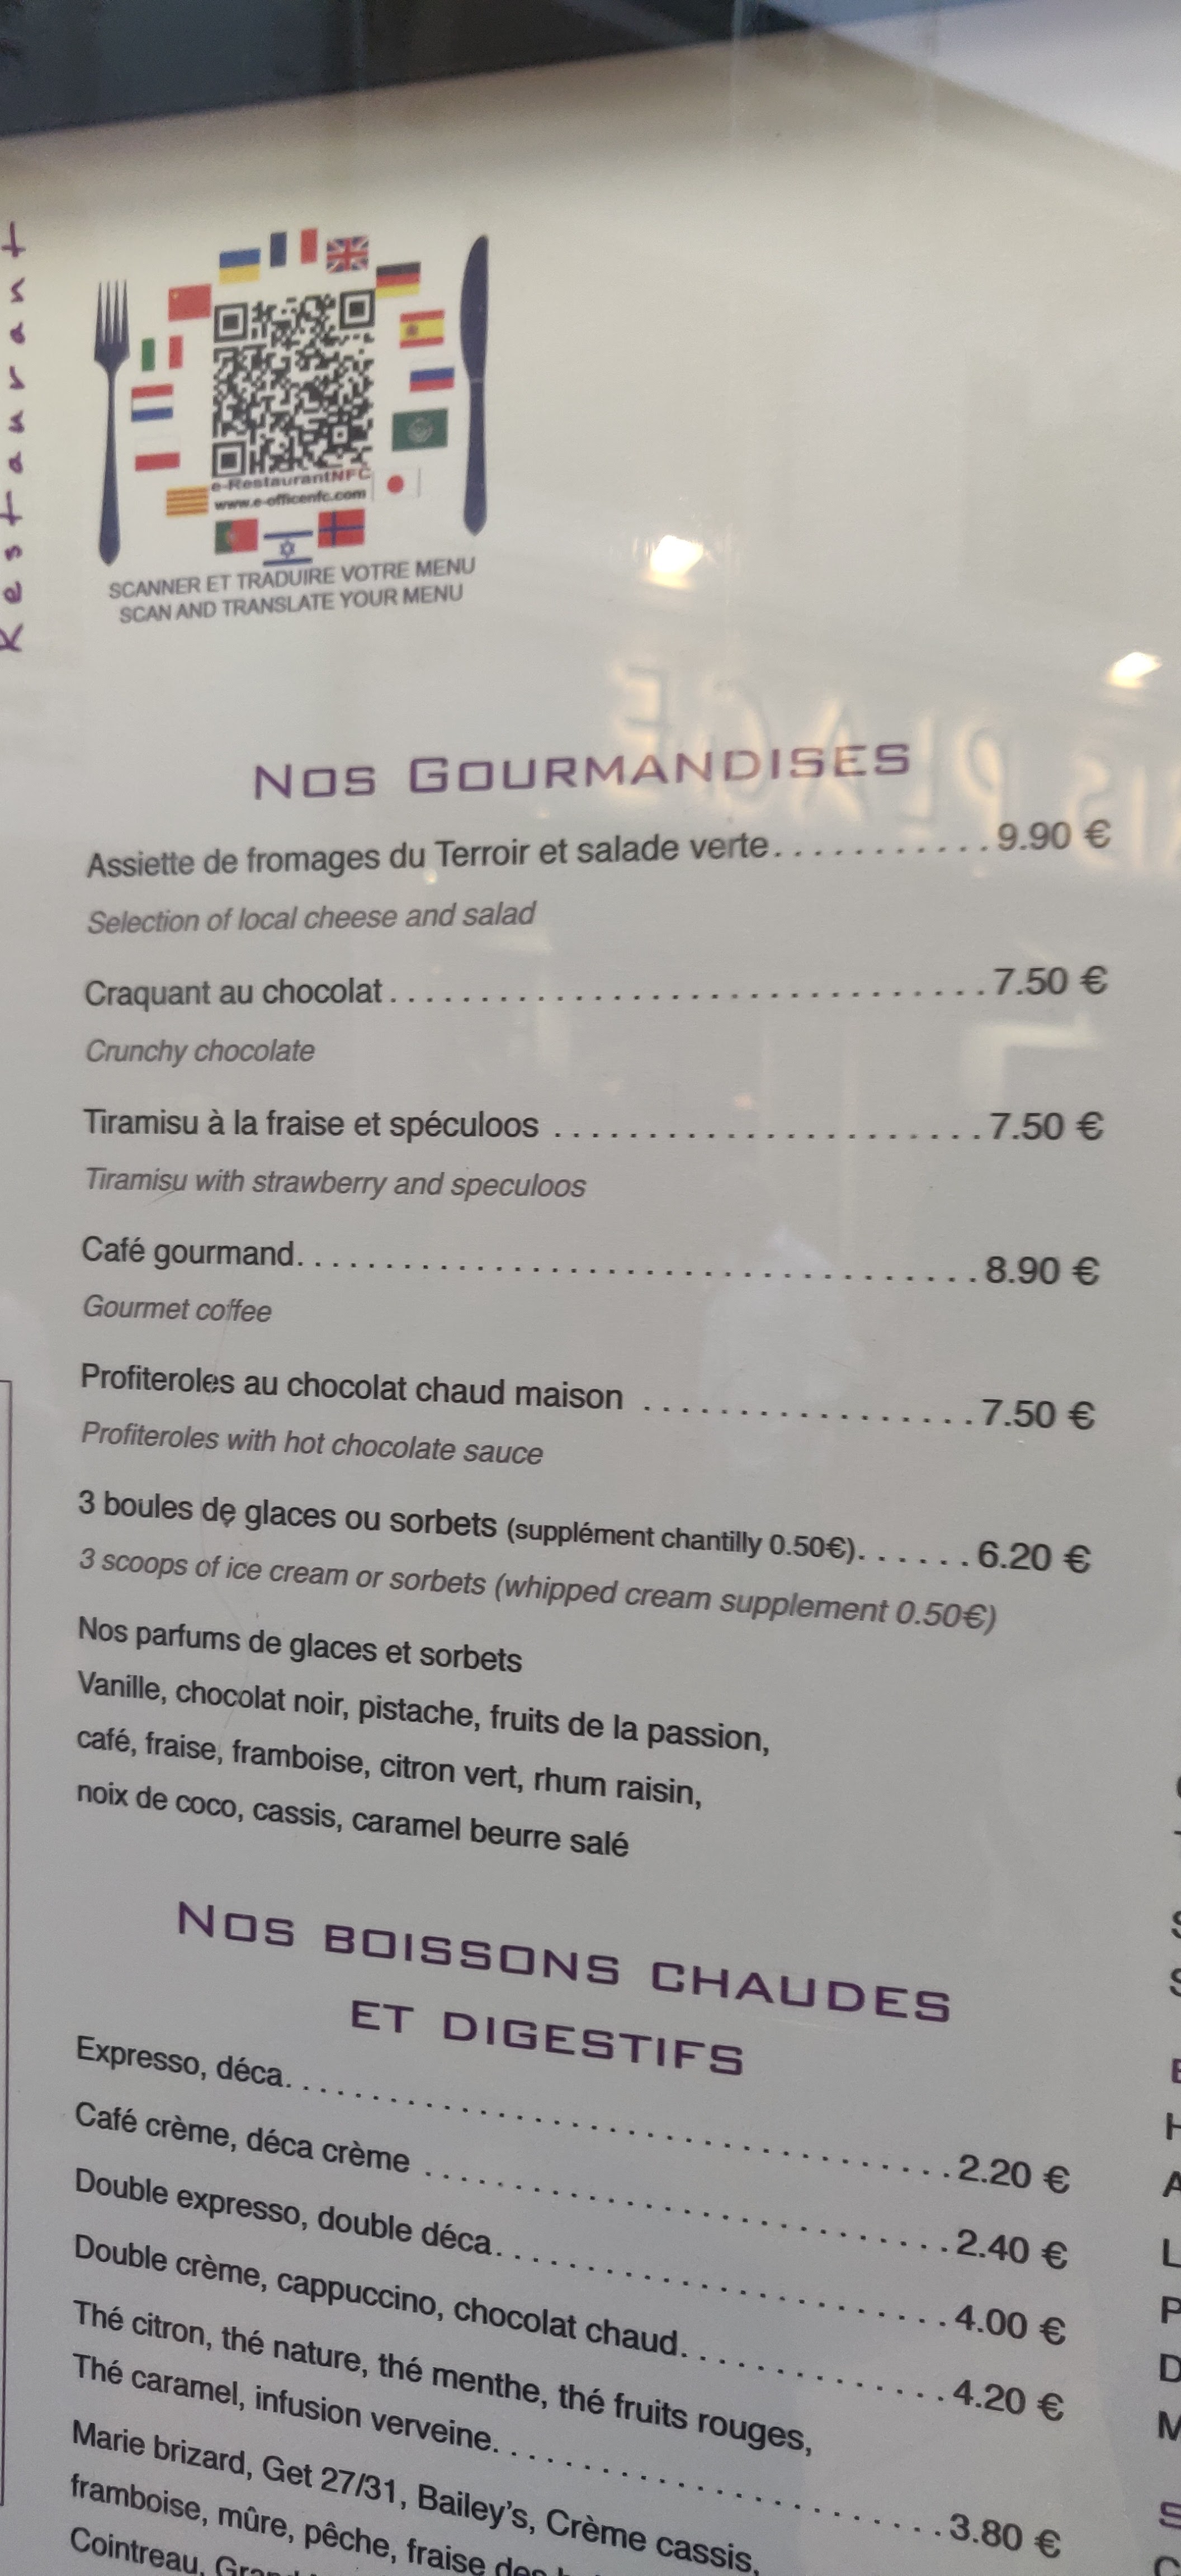 Restaurant
e-RestaurantNFC
www.e-officenfc.com
SCANNER ET TRADUIRE VOTRE MENU
SCAN AND TRANSLATE YOUR MENU
NOS GOURMANDISES
Assiette de fromages du Terroir et salade verte...........9.90 €
Selection of local cheese and salad
Craquant au chocolat.................................7.50 €
Crunchy chocolate
Tiramisu à la fraise et spéculoos .......................7.50 €
Tiramisu with strawberry and speculoos
Café gourmand.....................................8.90 €
Gourmet coffee
Profiteroles au chocolat chaud maison .................7.50 €
Profiteroles with hot chocolate sauce
3 boules de glaces ou sorbets (supplément chantilly 0.50€).......6.20 €
3 scoops of ice cream or sorbets (whipped cream supplement 0.50€)
Nos parfums de glaces et sorbets
Vanille, chocolat noir, pistache, fruits de la passion,
café, fraise, framboise, citron vert, rhum raisin,
noix de coco, cassis, caramel beurre salé
NOS BOISSONS CHAUDES
ET DIGESTIFS
Expresso, déca......................................2.20 €
Café crème, déca crème ..............................2.40 €
Double expresso, double déca..........................4.00 €
Double crème, cappuccino, chocolat chaud................4.20 €
Thé citron, thé nature, thé menthe, thé fruits rouges,
Thé caramel, infusion verveine..........................3.80 €
Marie brizard, Get 27/31, Bailey's, Crème cassis,
framboise, mûre, pêche, fraise des
Cointreau,